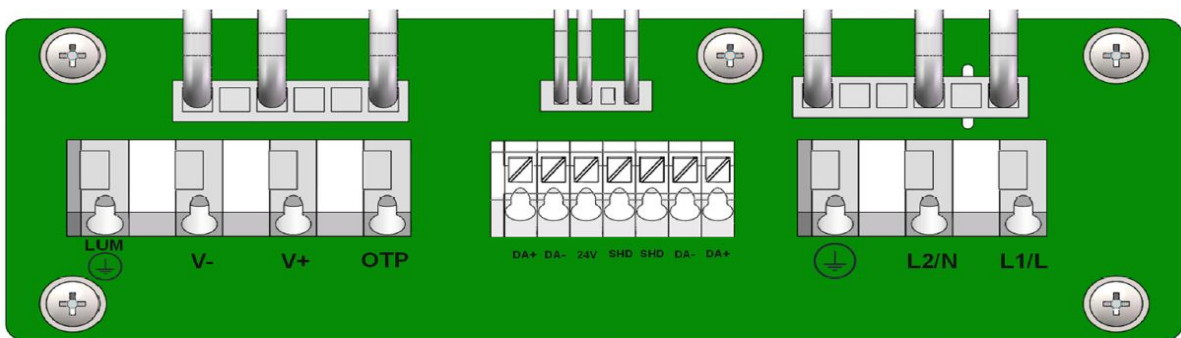 LUM
V-
V+
OTP
DA+ DA- 24V SHD SHD DA- DA+
L2/N
L1/L